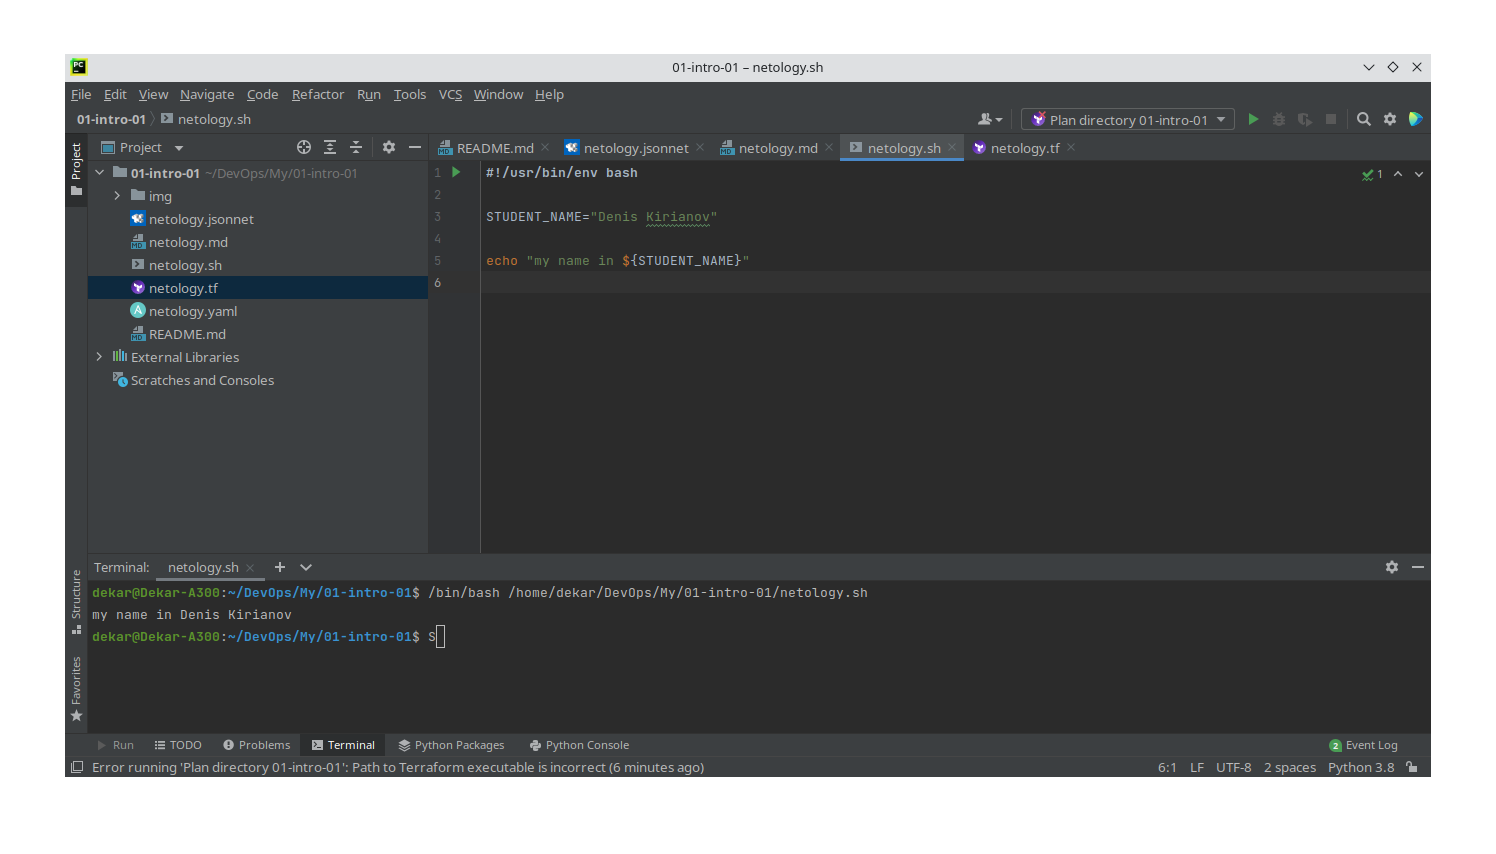 01-intro-01 – netology.sh
File Edit View Navigate Code Refactor Run Tools VCS Window Help
01-intro-01 netology.sh
Plan directory 01-intro-01
Project
Project
README.md netology.jsonnet netology.md netology.sh netology.tf
01-intro-01 ~/DevOps/My/01-intro-01
img
netology.jsonnet
netology.md
netology.sh
netology.tf
netology.yaml
README.md
External Libraries
Scratches and Consoles
1 #!/usr/bin/env bash
2
3 STUDENT_NAME="Denis Kirianov"
4
5 echo "my name in ${STUDENT_NAME}"
6
1
Structure
Favorites
Terminal: netology.sh
dekar@Dekar-A300:~/DevOps/My/01-intro-01$ /bin/bash /home/dekar/DevOps/My/01-intro-01/netology.sh
my name in Denis Kirianov
dekar@Dekar-A300:~/DevOps/My/01-intro-01$ S
Run TODO Problems Terminal Python Packages Python Console 2 Event Log
Error running 'Plan directory 01-intro-01': Path to Terraform executable is incorrect (6 minutes ago) 6:1 LF UTF-8 2 spaces Python 3.8